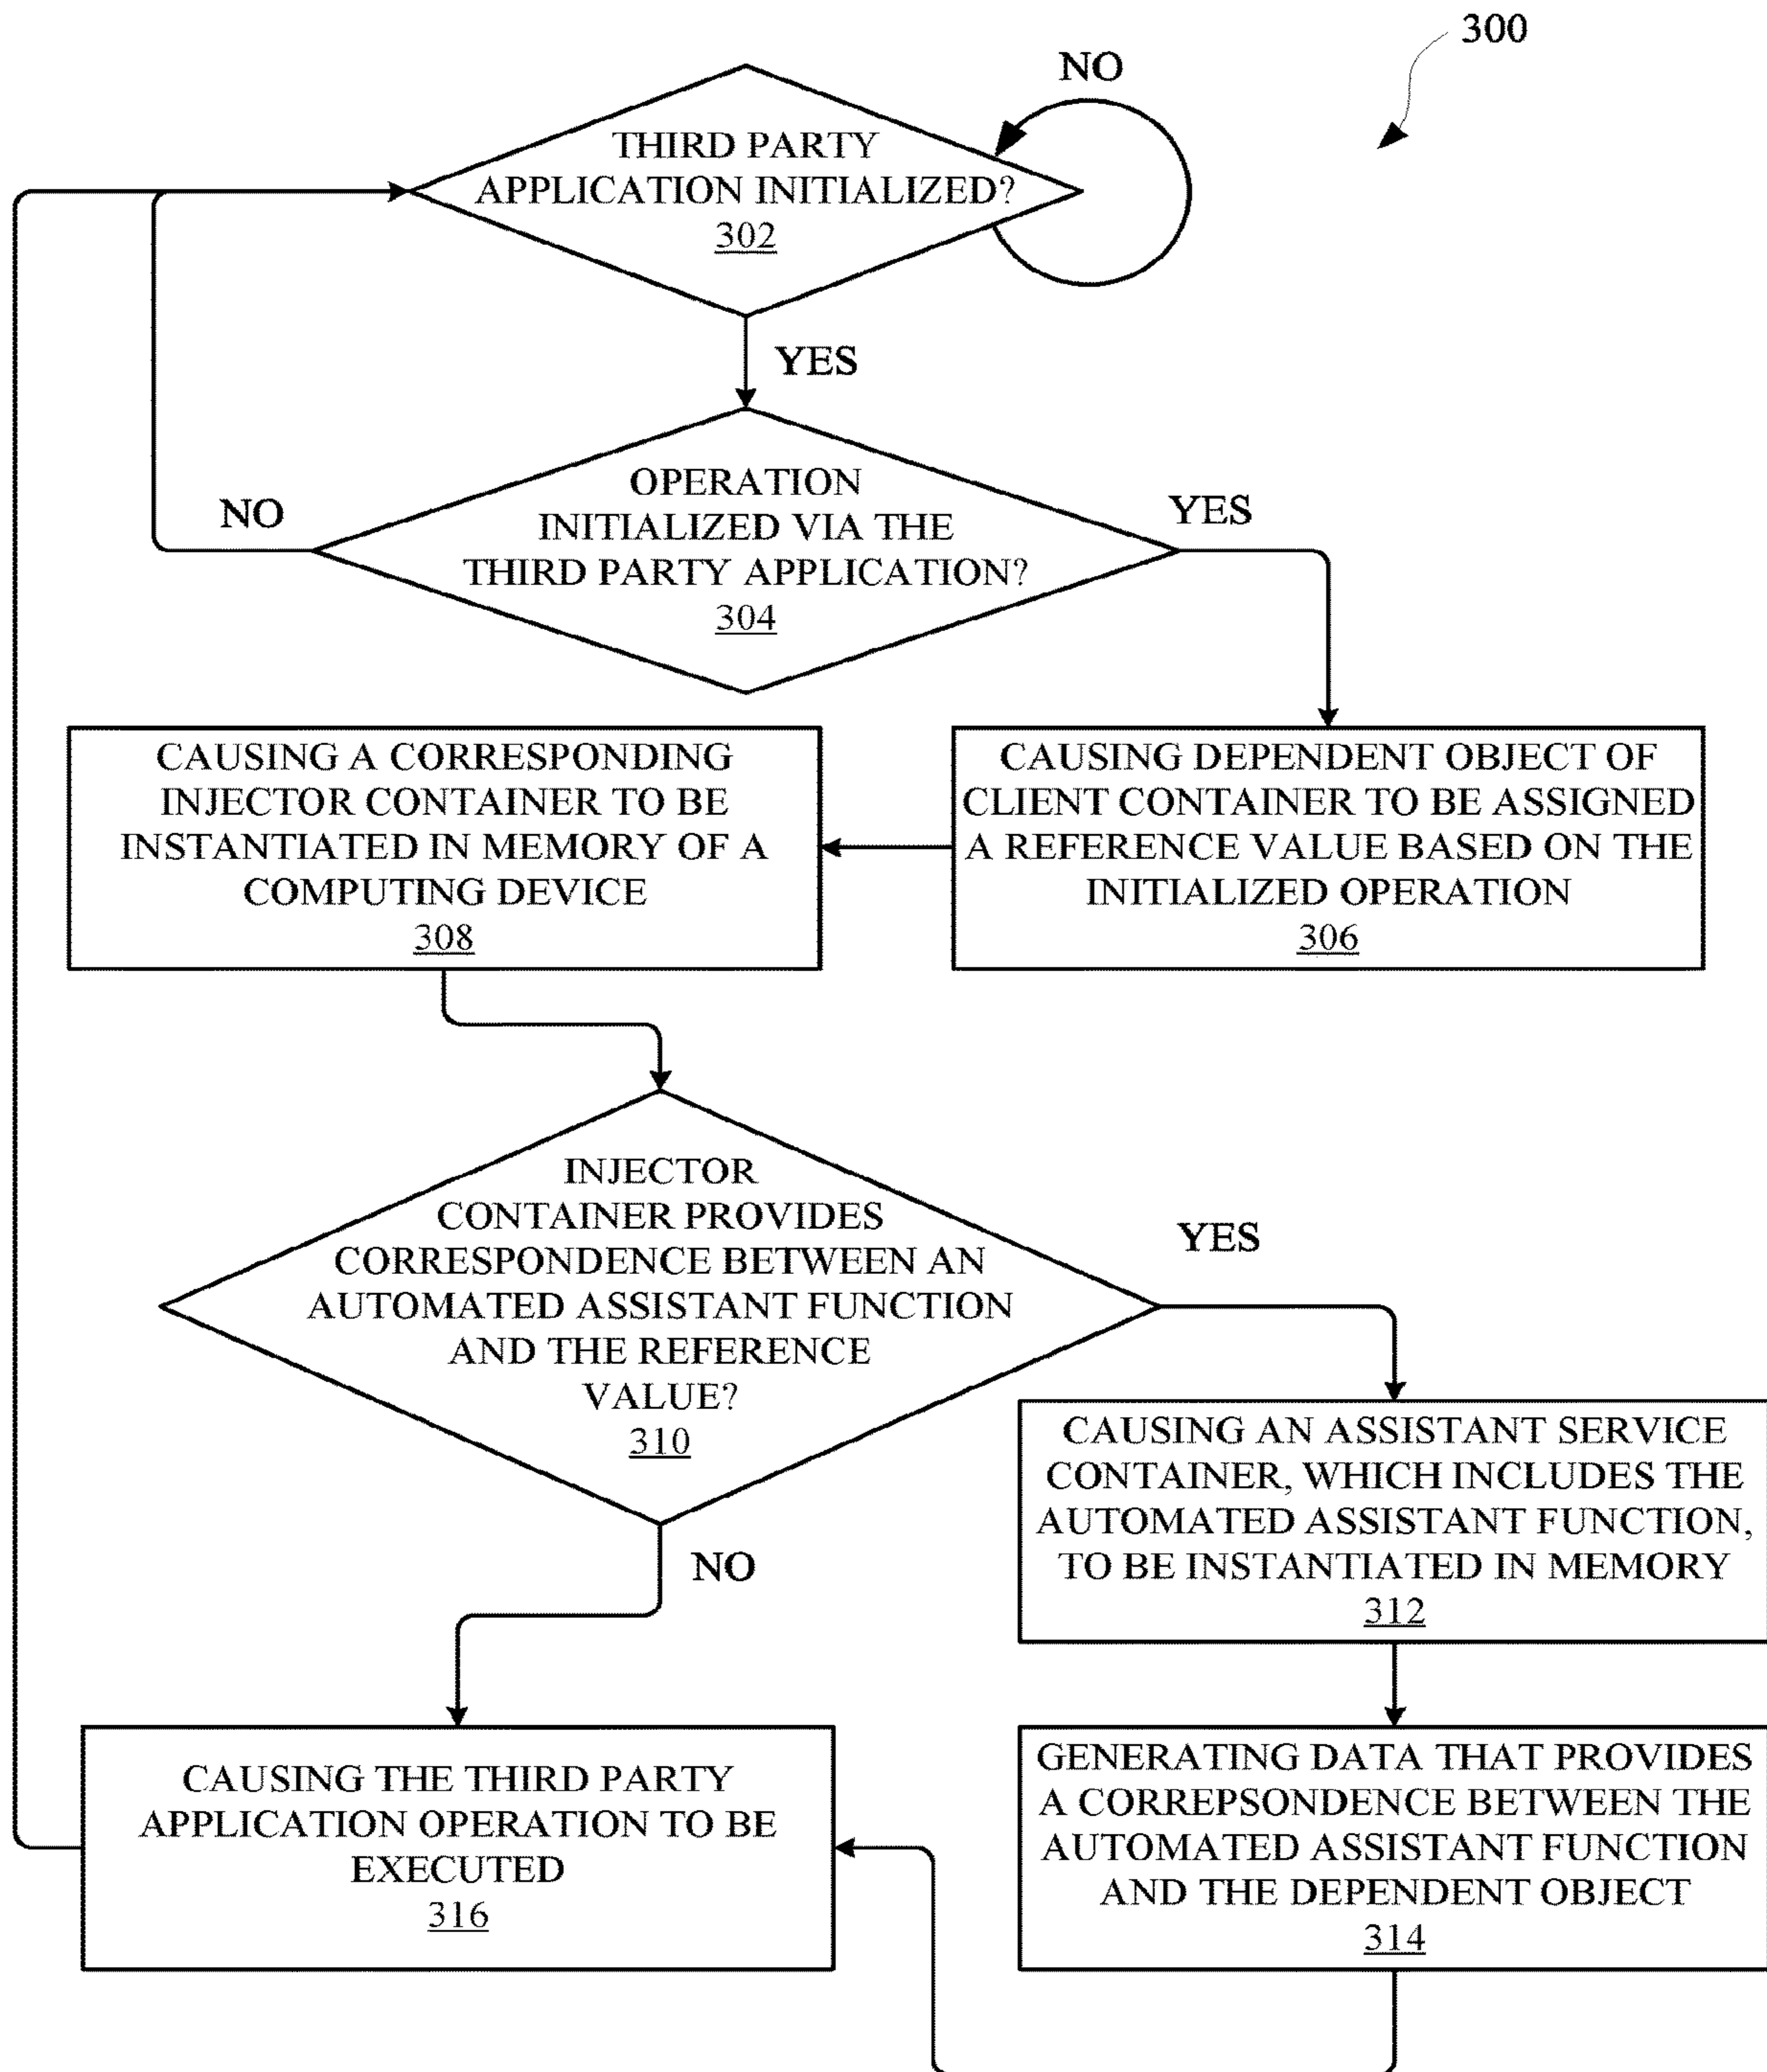 300
NO
THIRD PARTY
APPLICATION INITIALIZED?
302
YES
OPERATION
INITIALIZED VIA THE
THIRD PARTY APPLICATION?
304
NO
YES
CAUSING A CORRESPONDING
INJECTOR CONTAINER TO BE
INSTANTIATED IN MEMORY OF A
COMPUTING DEVICE
308
CAUSING DEPENDENT OBJECT OF
CLIENT CONTAINER TO BE ASSIGNED
A REFERENCE VALUE BASED ON THE
INITIALIZED OPERATION
306
INJECTOR
CONTAINER PROVIDES
CORRESPONDENCE BETWEEN AN
AUTOMATED ASSISTANT FUNCTION
AND THE REFERENCE
VALUE?
310
YES
NO
CAUSING AN ASSISTANT SERVICE
CONTAINER, WHICH INCLUDES THE
AUTOMATED ASSISTANT FUNCTION,
TO BE INSTANTIATED IN MEMORY
312
CAUSING THE THIRD PARTY
APPLICATION OPERATION TO BE
EXECUTED
316
GENERATING DATA THAT PROVIDES
A CORREPSONDENCE BETWEEN THE
AUTOMATED ASSISTANT FUNCTION
AND THE DEPENDENT OBJECT
314